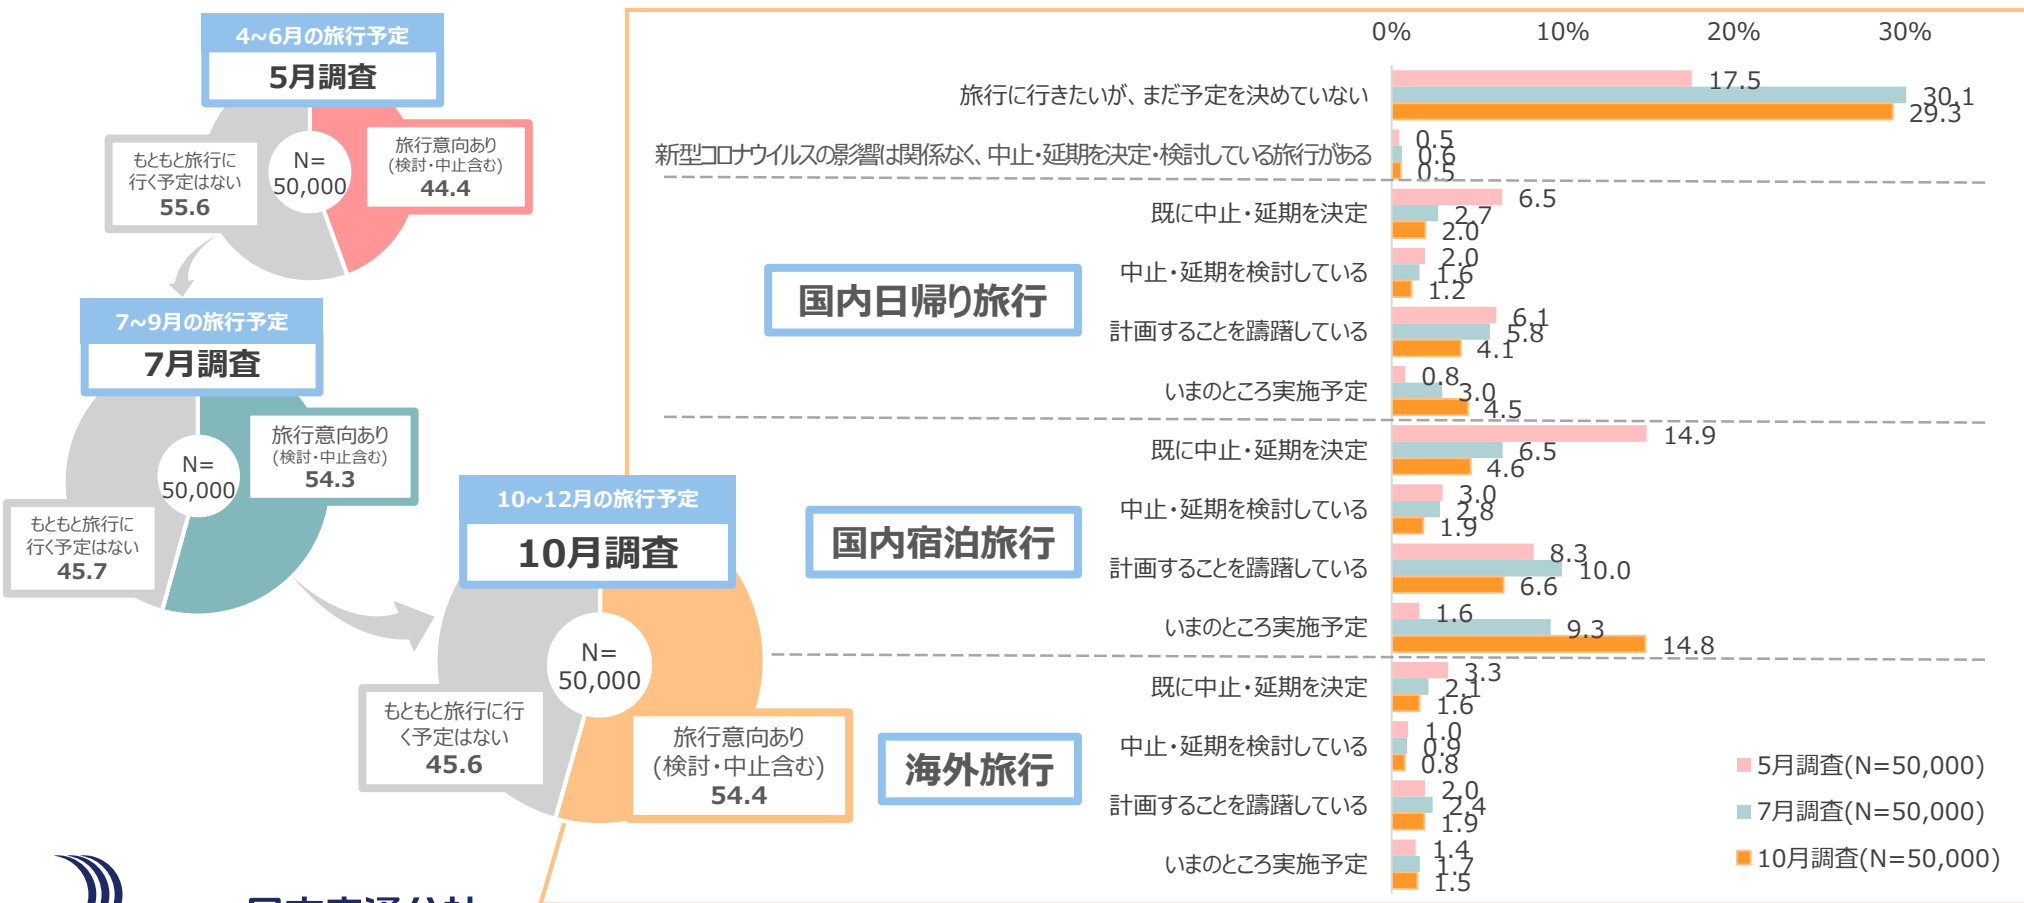 4~6月の旅行予定
5月調査
もともと旅行に
行く予定はない
55.6
N=
50,000
旅行意向あり
(検討・中止含む)
44.4
7~9月の旅行予定
7月調査
N=
50,000
旅行意向あり
(検討・中止含む)
54.3
もともと旅行に
行く予定はない
45.7
10~12月の旅行予定
10月調査
N=
50,000
もともと旅行に行
く予定はない
45.6
旅行意向あり
(検討・中止含む)
54.4
0% 10% 20% 30%
旅行に行きたいが、まだ予定を決めていない
17.5
30.1
29.3
新型コロナウイルスの影響は関係なく、中止・延期を決定・検討している旅行がある
0.5
0.6
0.5
国内日帰り旅行
既に中止・延期を決定
6.5
2.7
2.0
中止・延期を検討している
2.0
1.6
1.2
計画することを躊躇している
6.1
5.8
4.1
いまのところ実施予定
0.8
3.0
4.5
国内宿泊旅行
既に中止・延期を決定
14.9
6.5
4.6
中止・延期を検討している
3.0
2.8
1.9
計画することを躊躇している
8.3
10.0
6.6
いまのところ実施予定
1.6
9.3
14.8
海外旅行
既に中止・延期を決定
3.3
2.1
1.6
中止・延期を検討している
1.0
0.9
0.8
計画することを躊躇している
2.0
2.4
1.9
いまのところ実施予定
1.4
1.7
1.5
5月調査(N=50,000)
7月調査(N=50,000)
10月調査(N=50,000)